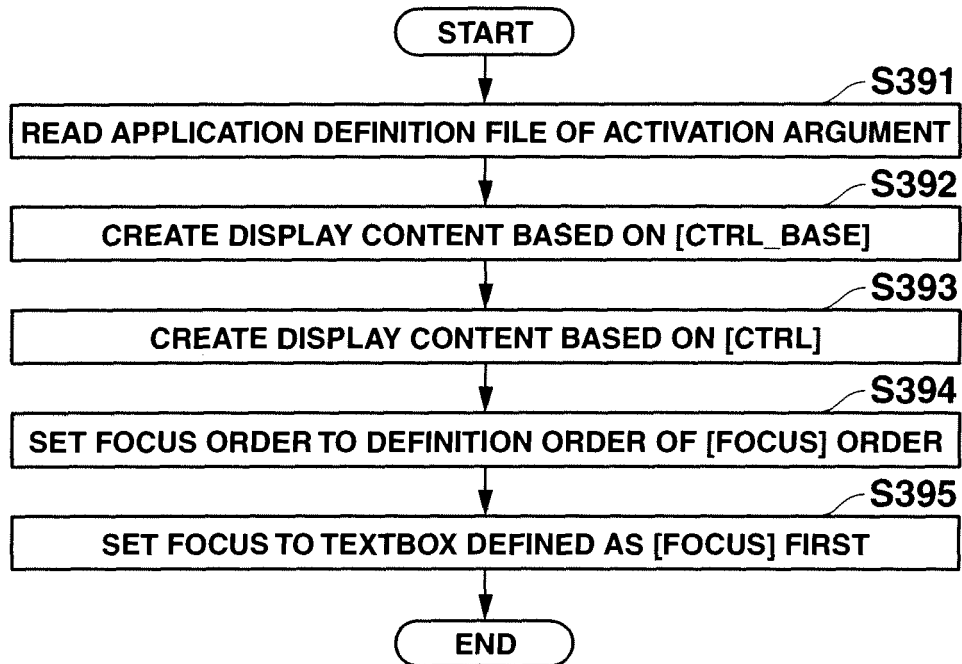 START
S391
READ APPLICATION DEFINITION FILE OF ACTIVATION ARGUMENT
S392
CREATE DISPLAY CONTENT BASED ON [CTRL_BASE]
S393
CREATE DISPLAY CONTENT BASED ON [CTRL]
S394
SET FOCUS ORDER TO DEFINITION ORDER OF [FOCUS] ORDER
S395
SET FOCUS TO TEXTBOX DEFINED AS [FOCUS] FIRST
END